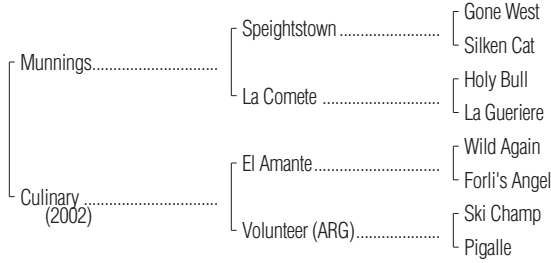 Gone West
Speightstown
Silken Cat
Munnings
Holy Bull
La Comete
La Gueriere
Wild Again
El Amante
Forli's Angel
Culinary
(2002)
Ski Champ
Volunteer (ARG)
Pigalle